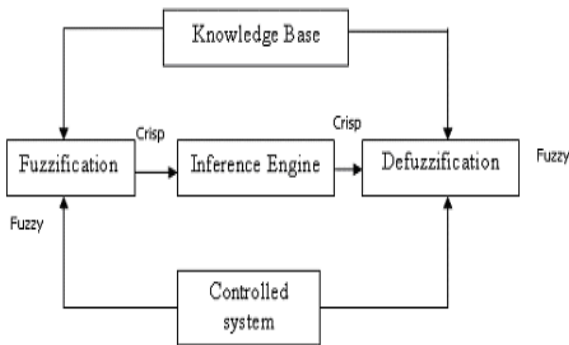 Knowledge Base
Crisp
Crisp
Fuzzification
Inference Engine
Defuzzification
Fuzzy
Fuzzy
Controlled
system